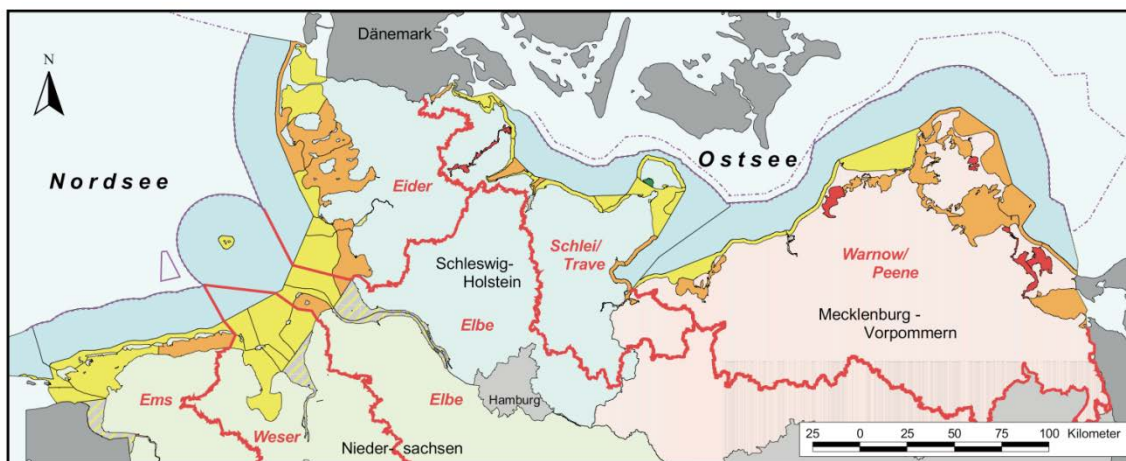 Dänemark
N
Nordsee
Ostsee
Eider
Schlei/
Trave
Schleswig-
Holstein
Warnow/
Peene
Mecklenburg -
Vorpommern
Elbe
Ems
Elbe
Hamburg
Weser
Nieder- sachsen
25 0 25 50 75 100 Kilometer